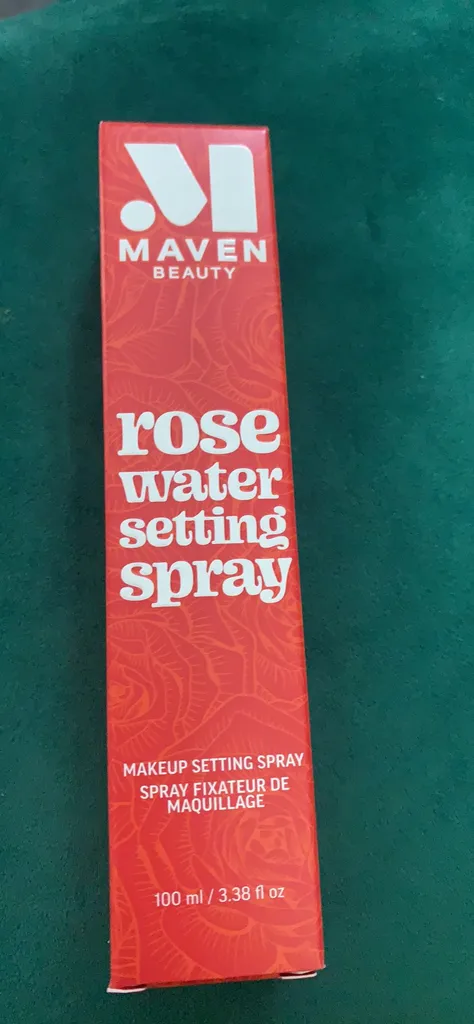 MAVEN
BEAUTY
rose
water
setting
spray
MAKEUP SETTING SPRAY
SPRAY FIXATEUR DE
MAQUILLAGE
100 ml / 3.38 fl oz